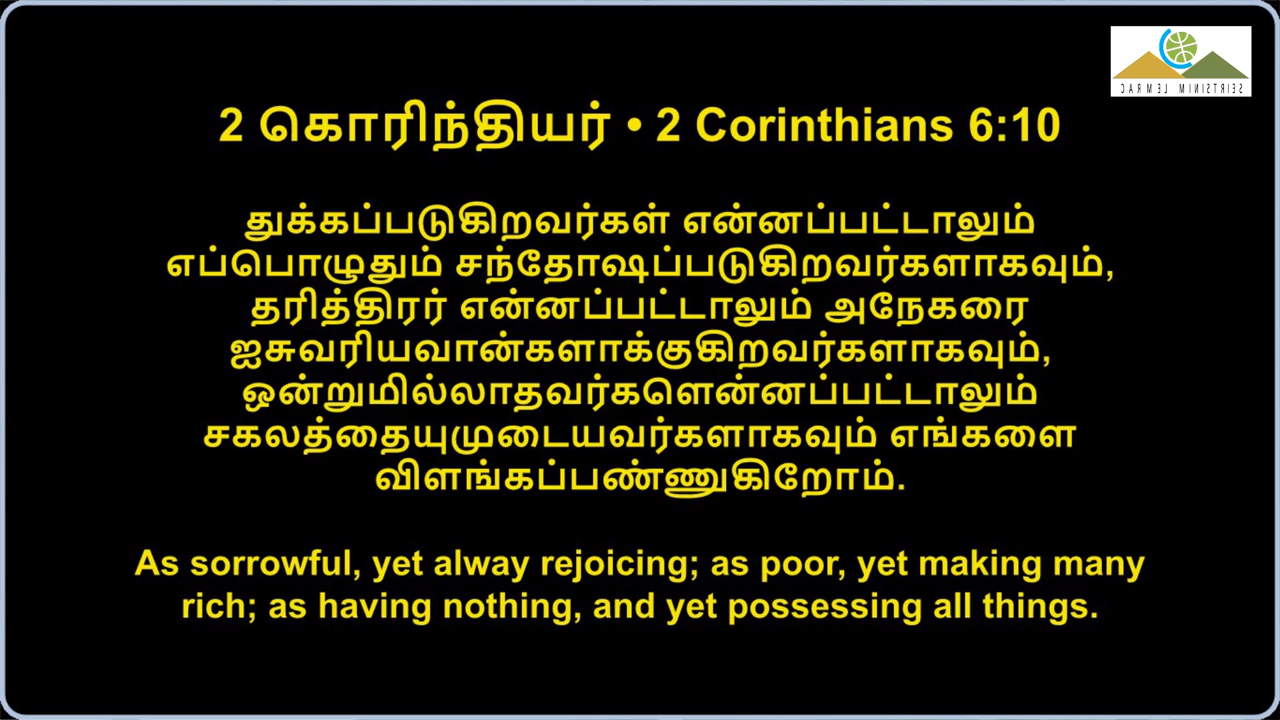 CARMEL MINISTRIES
2 கொரிந்தியர் • 2 Corinthians 6:10
துக்கப்படுகிறவர்கள் என்னப்பட்டாலும்
எப்பொழுதும் சந்தோஷப்படுகிறவர்களாகவும்,
தரித்திரர் என்னப்பட்டாலும் அநேகரை
ஐசுவரியவான்களாக்குகிறவர்களாகவும்,
ஒன்றுமில்லாதவர்களென்னப்பட்டாலும்
சகலத்தையுமுடையவர்களாகவும் எங்களை
விளங்கப்பண்ணுகிறோம்.
As sorrowful, yet alway rejoicing; as poor, yet making many
rich; as having nothing, and yet possessing all things.